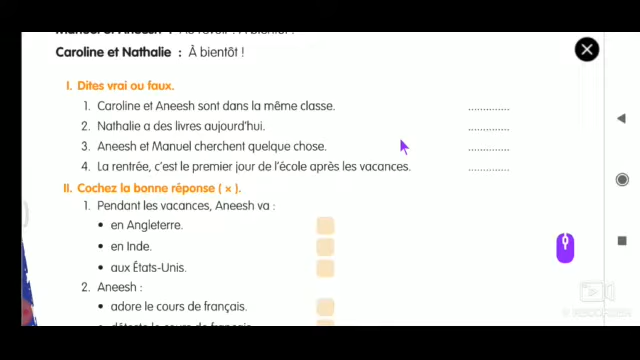 Caroline et Nathalie : À bientôt !
I. Dites vrai ou faux.
1. Caroline et Aneesh sont dans la même classe. ..............
2. Nathalie a des livres aujourd'hui. ..............
3. Aneesh et Manuel cherchent quelque chose. ..............
4. La rentrée, c'est le premier jour de l'école après les vacances. ..............
II. Cochez la bonne réponse ( × ).
1. Pendant les vacances, Aneesh va :
• en Angleterre.
• en Inde.
• aux États-Unis.
2. Aneesh :
• adore le cours de français.